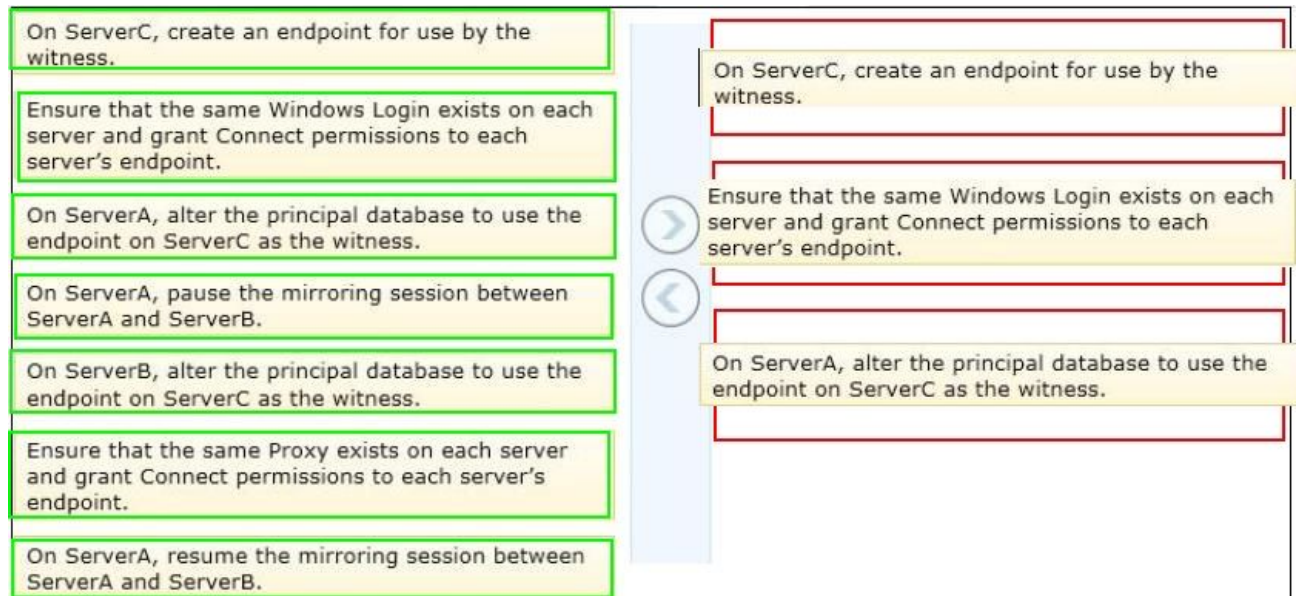 On ServerC, create an endpoint for use by the
witness.
Ensure that the same Windows Login exists on each
server and grant Connect permissions to each
server's endpoint.
On ServerA, alter the principal database to use the
endpoint on ServerC as the witness.
On ServerA, pause the mirroring session between
ServerA and ServerB.
On ServerB, alter the principal database to use the
endpoint on ServerC as the witness.
Ensure that the same Proxy exists on each server
and grant Connect permissions to each server's
endpoint.
On ServerA, resume the mirroring session between
ServerA and ServerB.
On ServerC, create an endpoint for use by the
witness.
Ensure that the same Windows Login exists on each
server and grant Connect permissions to each
server's endpoint.
On ServerA, alter the principal database to use the
endpoint on ServerC as the witness.